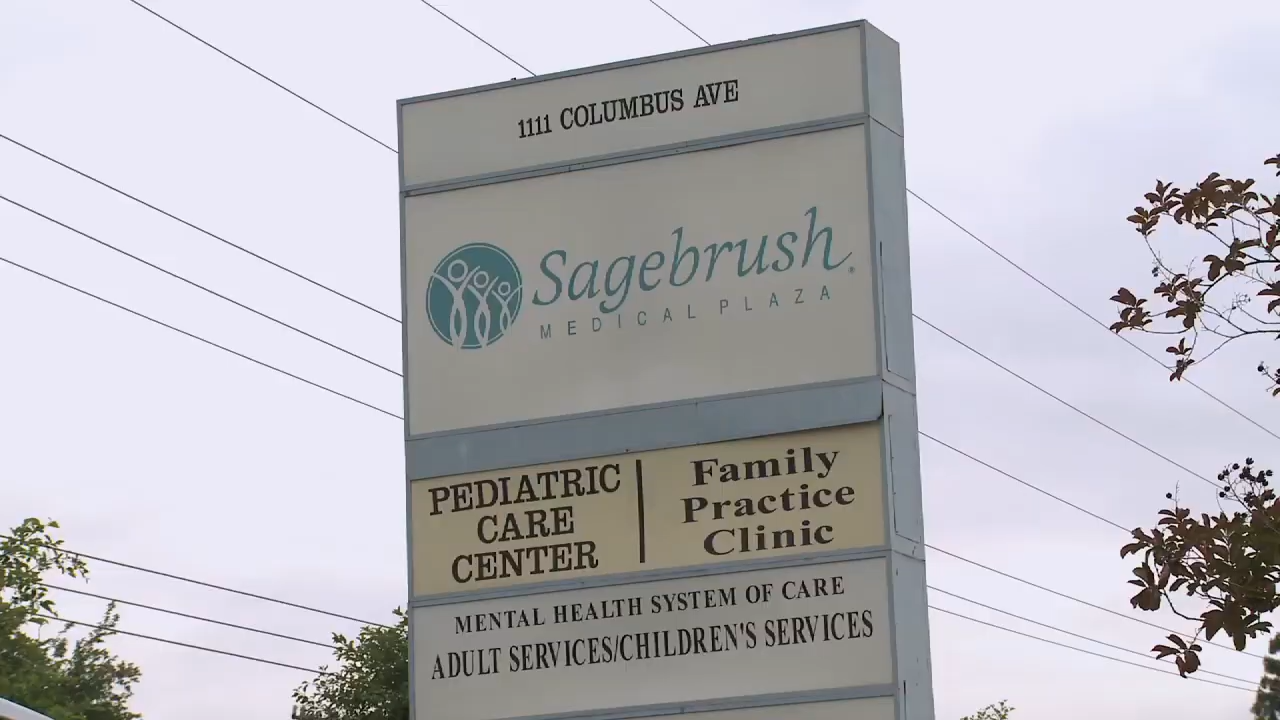 1111 COLUMBUS AVE
Sagebrush®
MEDICAL PLAZA
PEDIATRIC
CARE
CENTER
Family
Practice
Clinic
MENTAL HEALTH SYSTEM OF CARE
ADULT SERVICES/CHILDREN'S SERVICES